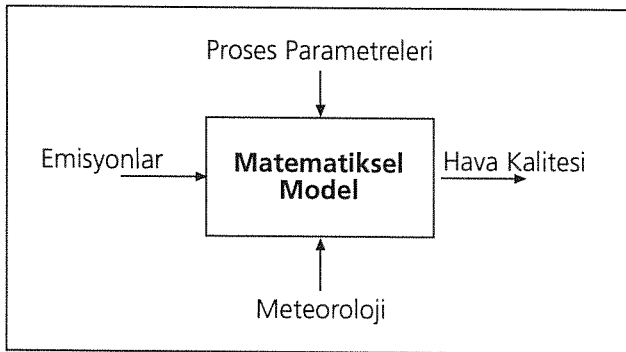 Proses Parametreleri
Emisyonlar
Matematiksel
Model
Hava Kalitesi
Meteoroloji